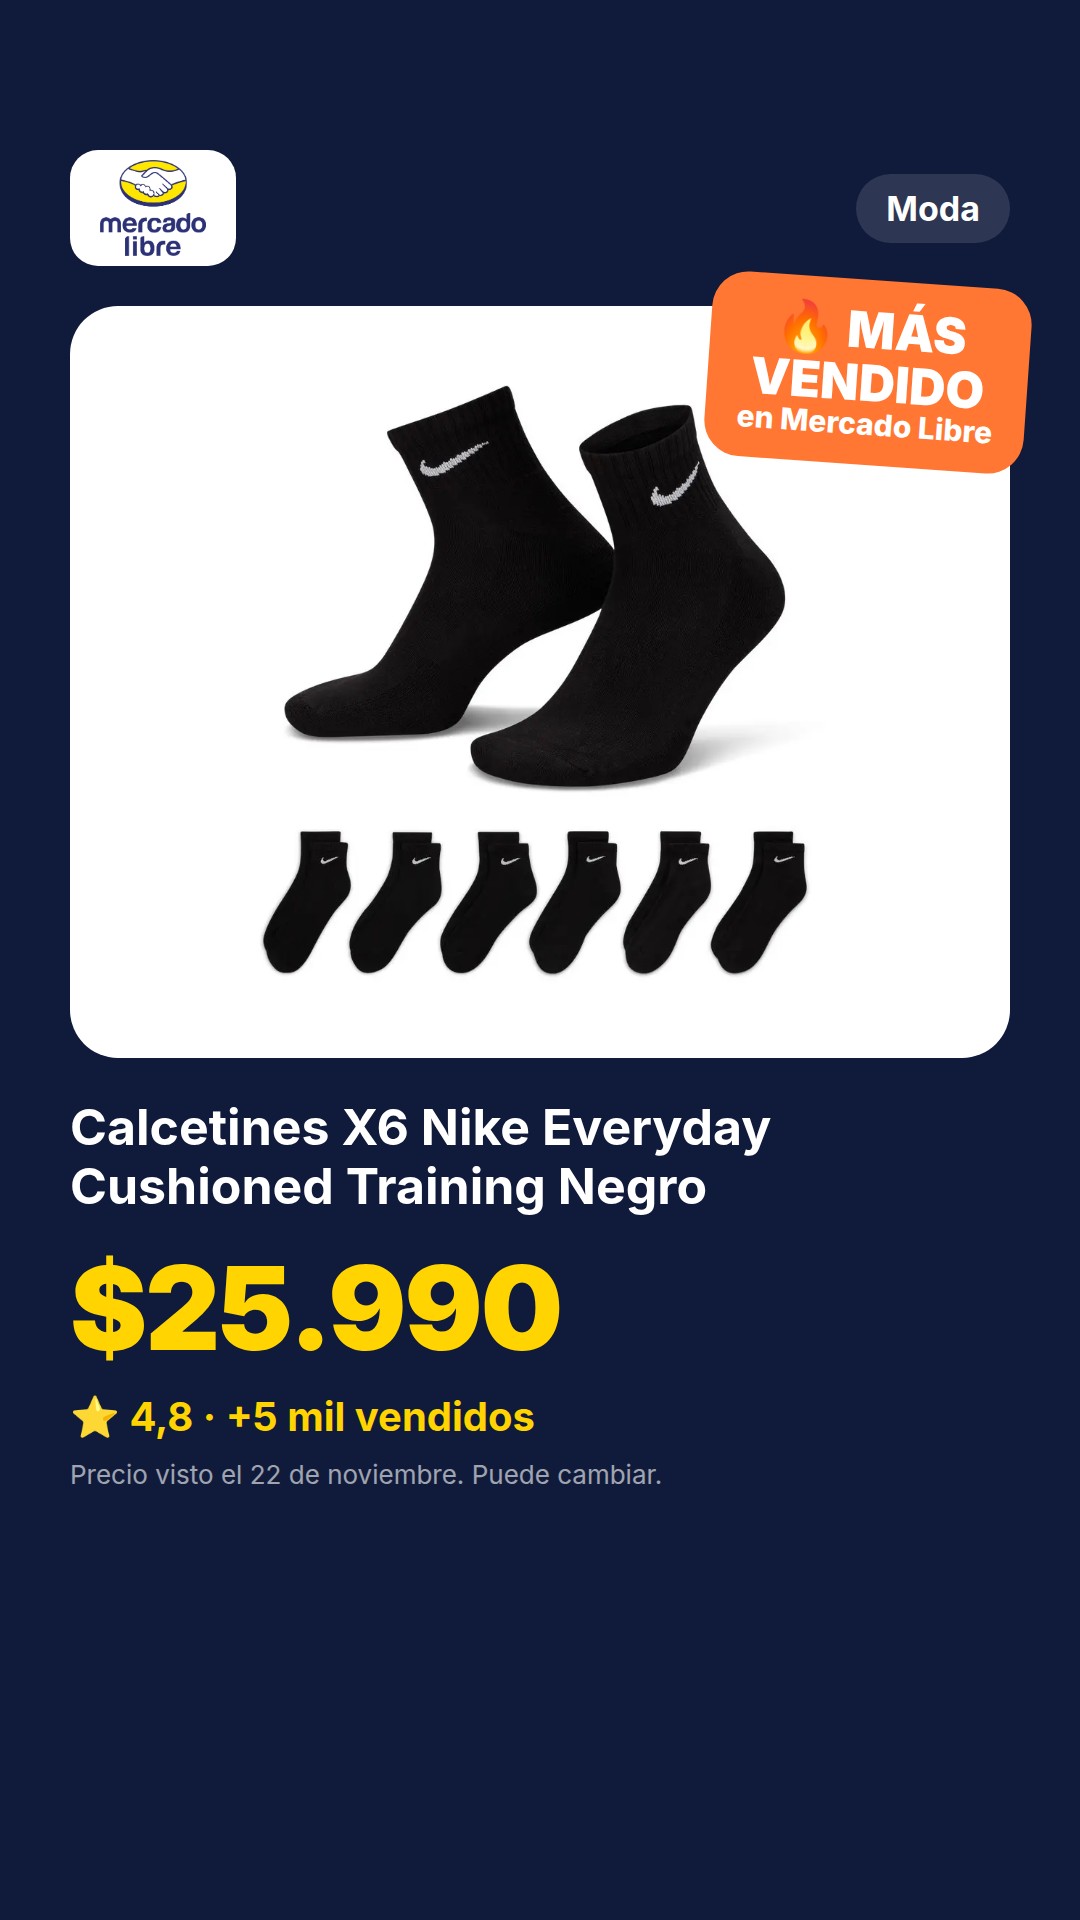 mercado
libre
Moda
🔥 MÁS
VENDIDO
en Mercado Libre
Calcetines X6 Nike Everyday
Cushioned Training Negro
$25.990
⭐ 4,8 · +5 mil vendidos
Precio visto el 22 de noviembre. Puede cambiar.